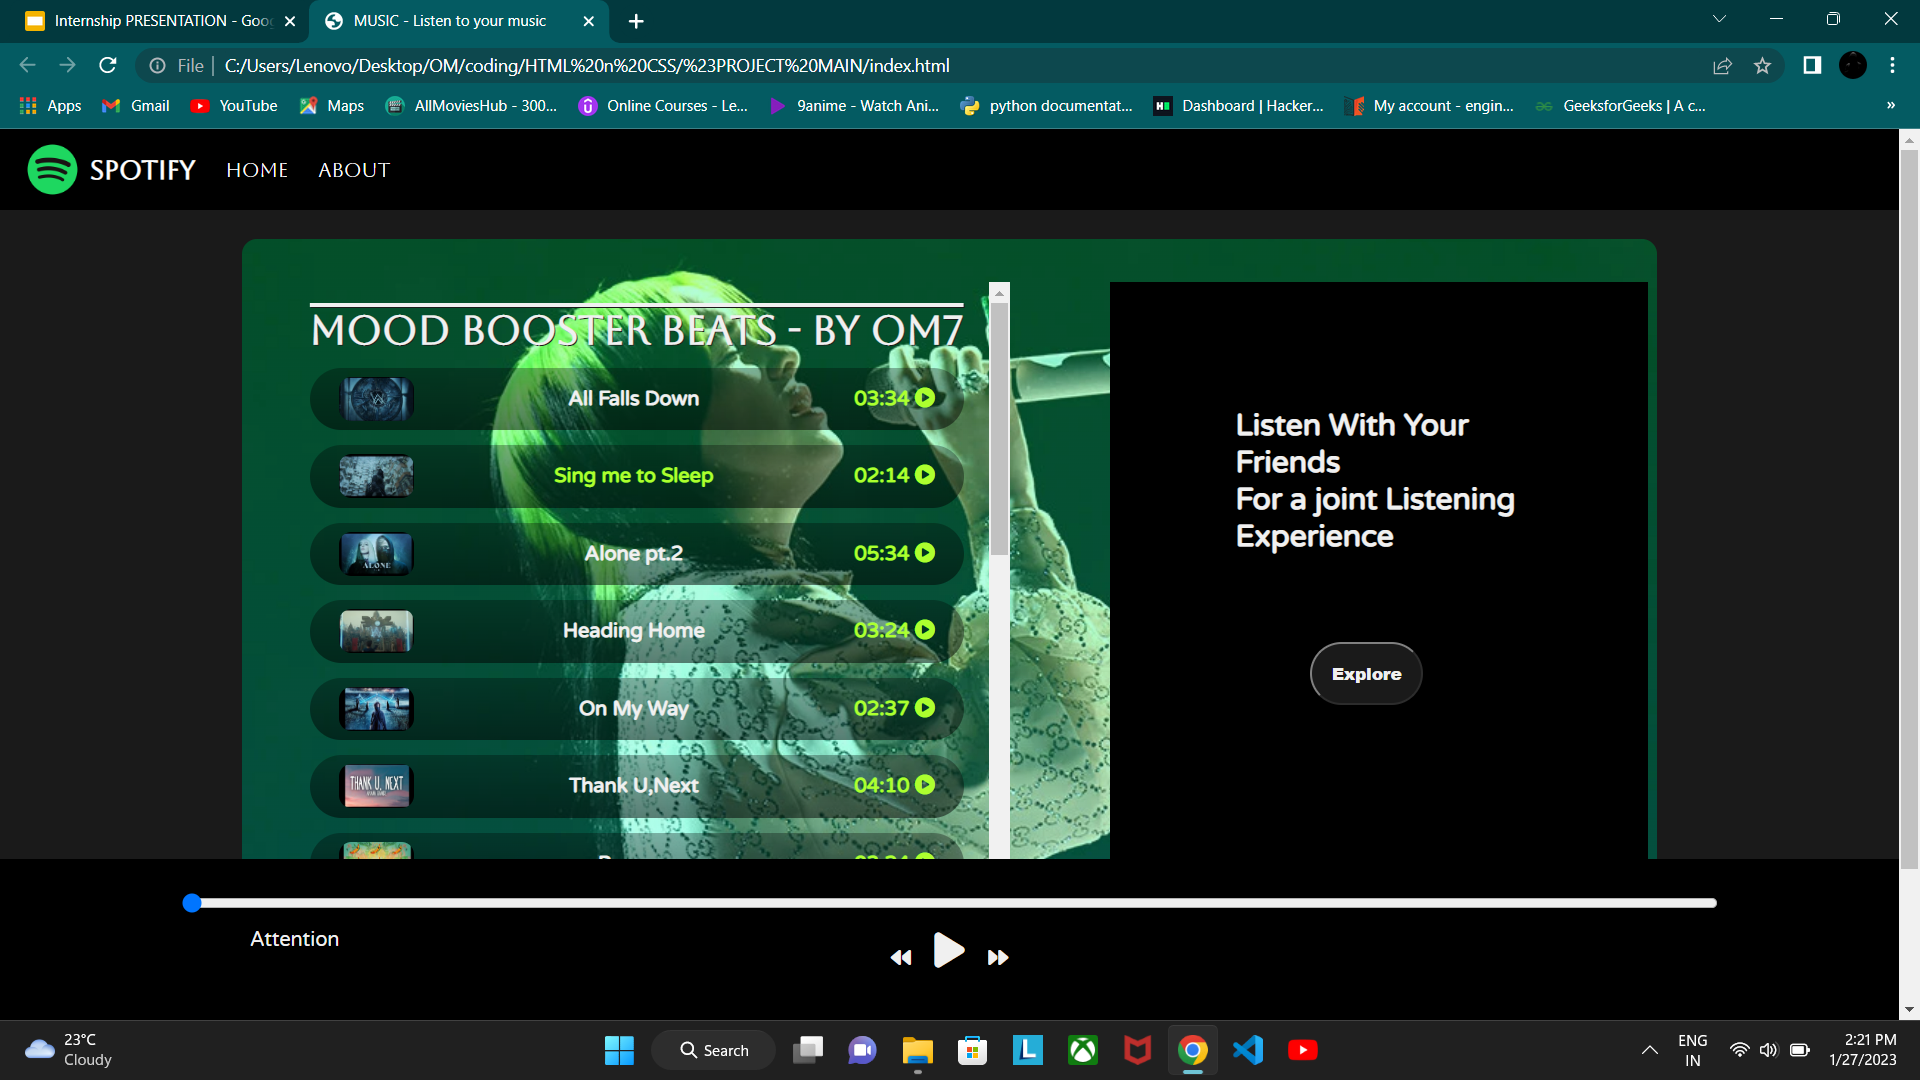 Internship PRESENTATION - Goo
MUSIC - Listen to your music
File
C:/Users/Lenovo/Desktop/OM/coding/HTML%20n%20CSS/%23PROJECT%20MAIN/index.html
Apps
Gmail
YouTube
Maps
AllMoviesHub - 300...
Online Courses - Le...
9anime - Watch Ani...
python documentat...
Dashboard | Hacker...
My account - engin...
GeeksforGeeks | A c...
»
SPOTIFY
HOME
ABOUT
MOOD BOOSTER BEATS - BY OM7
All Falls Down
03:34
Sing me to Sleep
02:14
ALONE
Alone pt.2
05:34
Heading Home
03:24
On My Way
02:37
THANK U, NEXT
Thank U,Next
04:10
Listen With Your
Friends
For a joint Listening
Experience
Explore
Attention
23°C
Cloudy
Search
ENG
IN
2:21 PM
1/27/2023